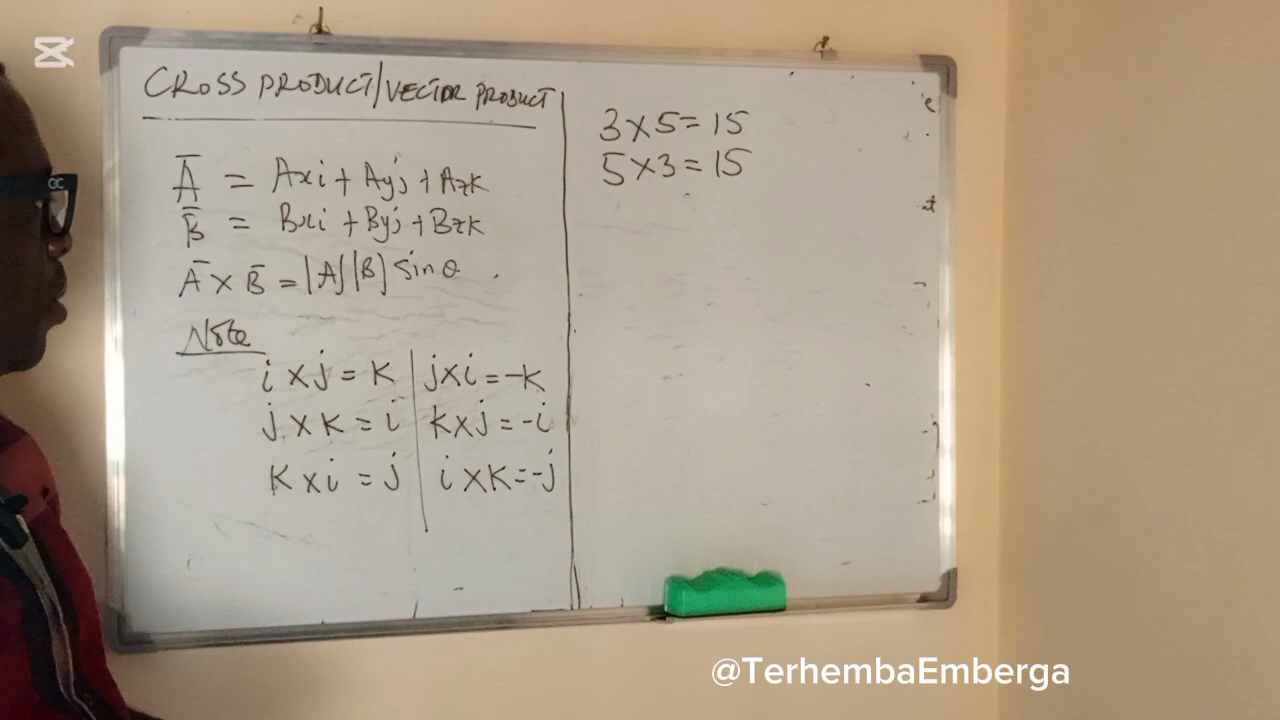 CROSS PRODUCT/VECTOR PRODUCT
A̅ = Axi + Ayj + Azk
B̅ = Bxi + Byj + Bzk
A̅ × B̅ = |A||B| sin θ
Note
i × j = k | j × i = -k
j × k = i | k × j = -i
k × i = j | i × k = -j
3 × 5 = 15
5 × 3 = 15
@TerhembaEmberga